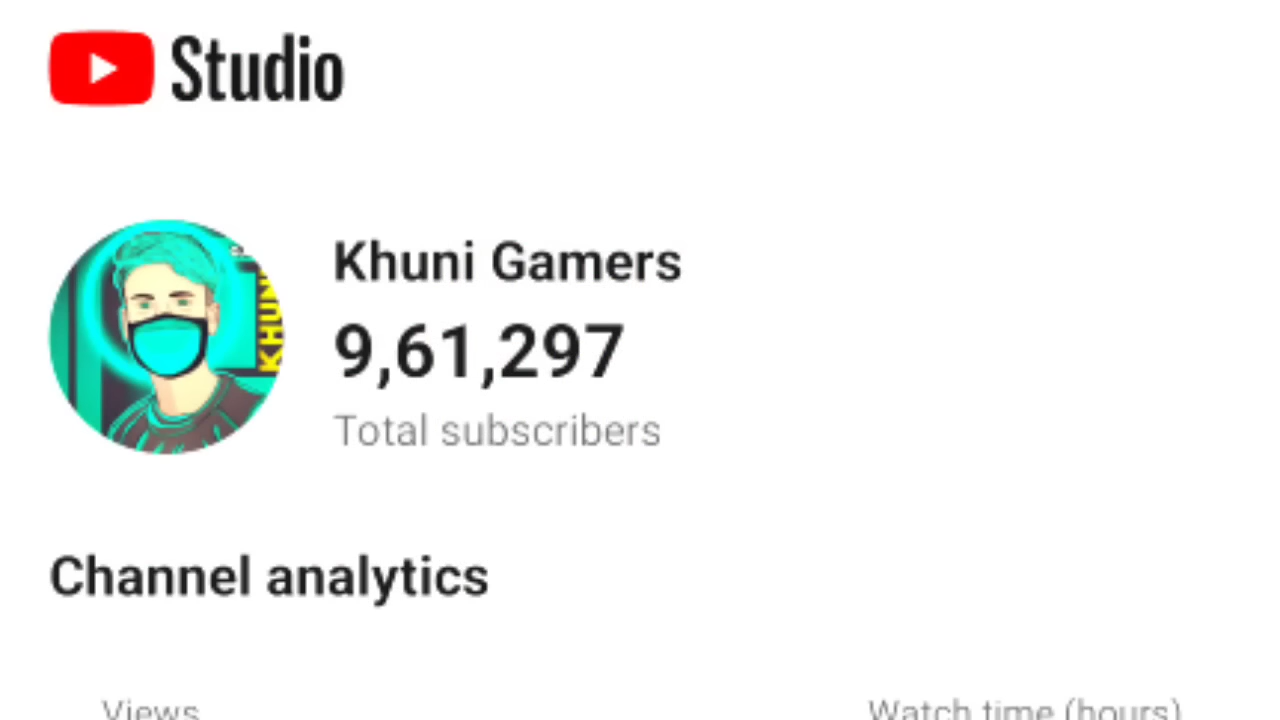 Studio
Khuni Gamers
9,61,297
Total subscribers
Channel analytics
Views
Watch time (hours)